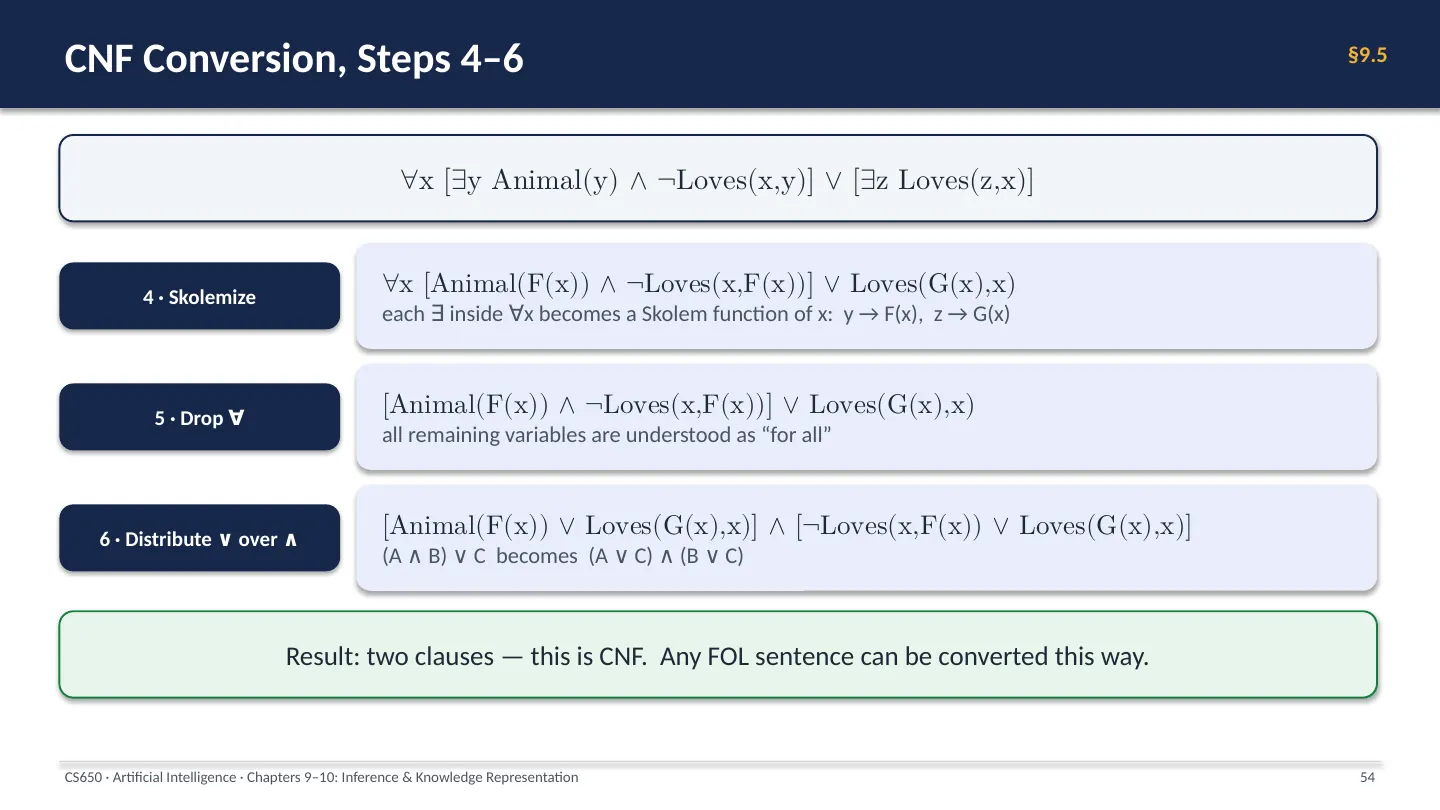 CNF Conversion, Steps 4–6
§9.5
∀x [∃y Animal(y) ∧ ¬Loves(x,y)] ∨ [∃z Loves(z,x)]
4 · Skolemize
∀x [Animal(F(x)) ∧ ¬Loves(x,F(x))] ∨ Loves(G(x),x)
each ∃ inside ∀x becomes a Skolem function of x:  y → F(x),  z → G(x)
5 · Drop ∀
[Animal(F(x)) ∧ ¬Loves(x,F(x))] ∨ Loves(G(x),x)
all remaining variables are understood as “for all”
6 · Distribute ∨ over ∧
[Animal(F(x)) ∨ Loves(G(x),x)] ∧ [¬Loves(x,F(x)) ∨ Loves(G(x),x)]
(A ∧ B) ∨ C  becomes  (A ∨ C) ∧ (B ∨ C)
Result: two clauses — this is CNF.  Any FOL sentence can be converted this way.
CS650 · Artificial Intelligence · Chapters 9–10: Inference & Knowledge Representation
54